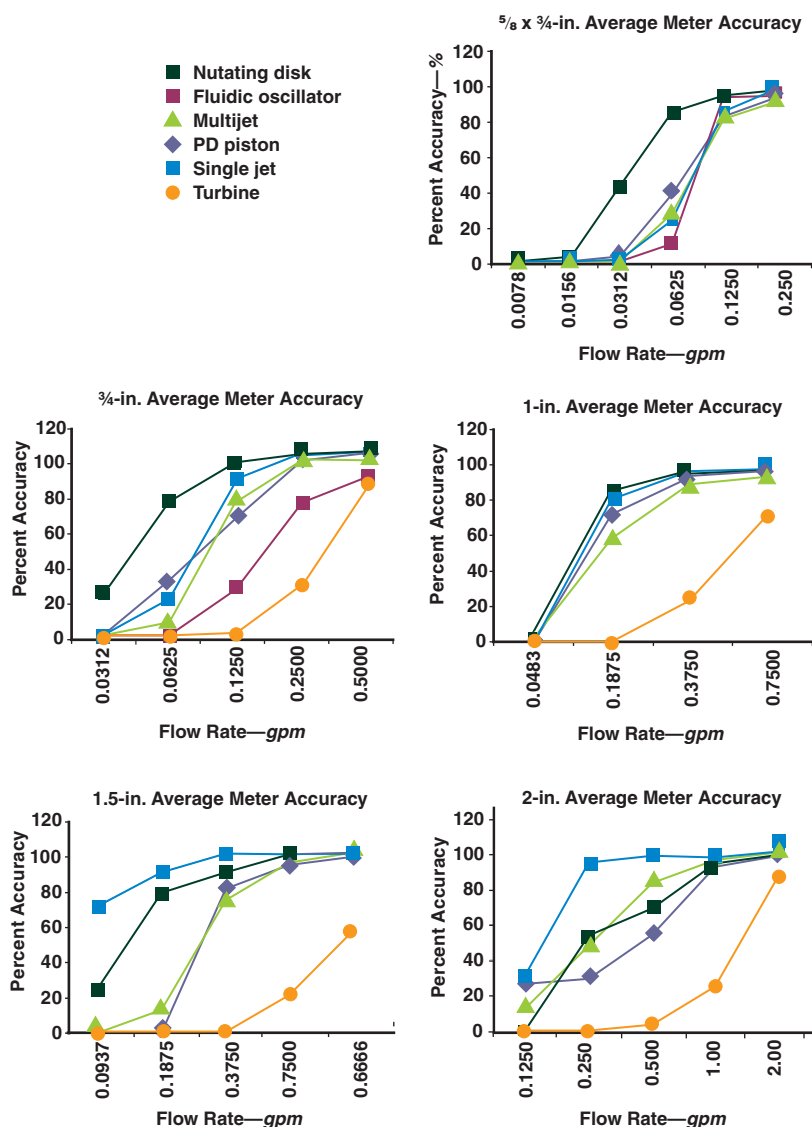 ⁵⁄₈ x ¾-in. Average Meter Accuracy
Nutating disk
Fluidic oscillator
Multijet
PD piston
Single jet
Turbine
Percent Accuracy—%
120
100
80
60
40
20
0
0.0078
0.0156
0.0312
0.0625
0.1250
0.250
Flow Rate—gpm
¾-in. Average Meter Accuracy
Percent Accuracy
120
100
80
60
40
20
0
0.0312
0.0625
0.1250
0.2500
0.5000
Flow Rate—gpm
1-in. Average Meter Accuracy
Percent Accuracy
120
100
80
60
40
20
0
0.0483
0.1875
0.3750
0.7500
Flow Rate—gpm
1.5-in. Average Meter Accuracy
Percent Accuracy
120
100
80
60
40
20
0
0.0937
0.1875
0.3750
0.7500
0.6666
Flow Rate—gpm
2-in. Average Meter Accuracy
Percent Accuracy
120
100
80
60
40
20
0
0.1250
0.250
0.500
1.00
2.00
Flow Rate—gpm